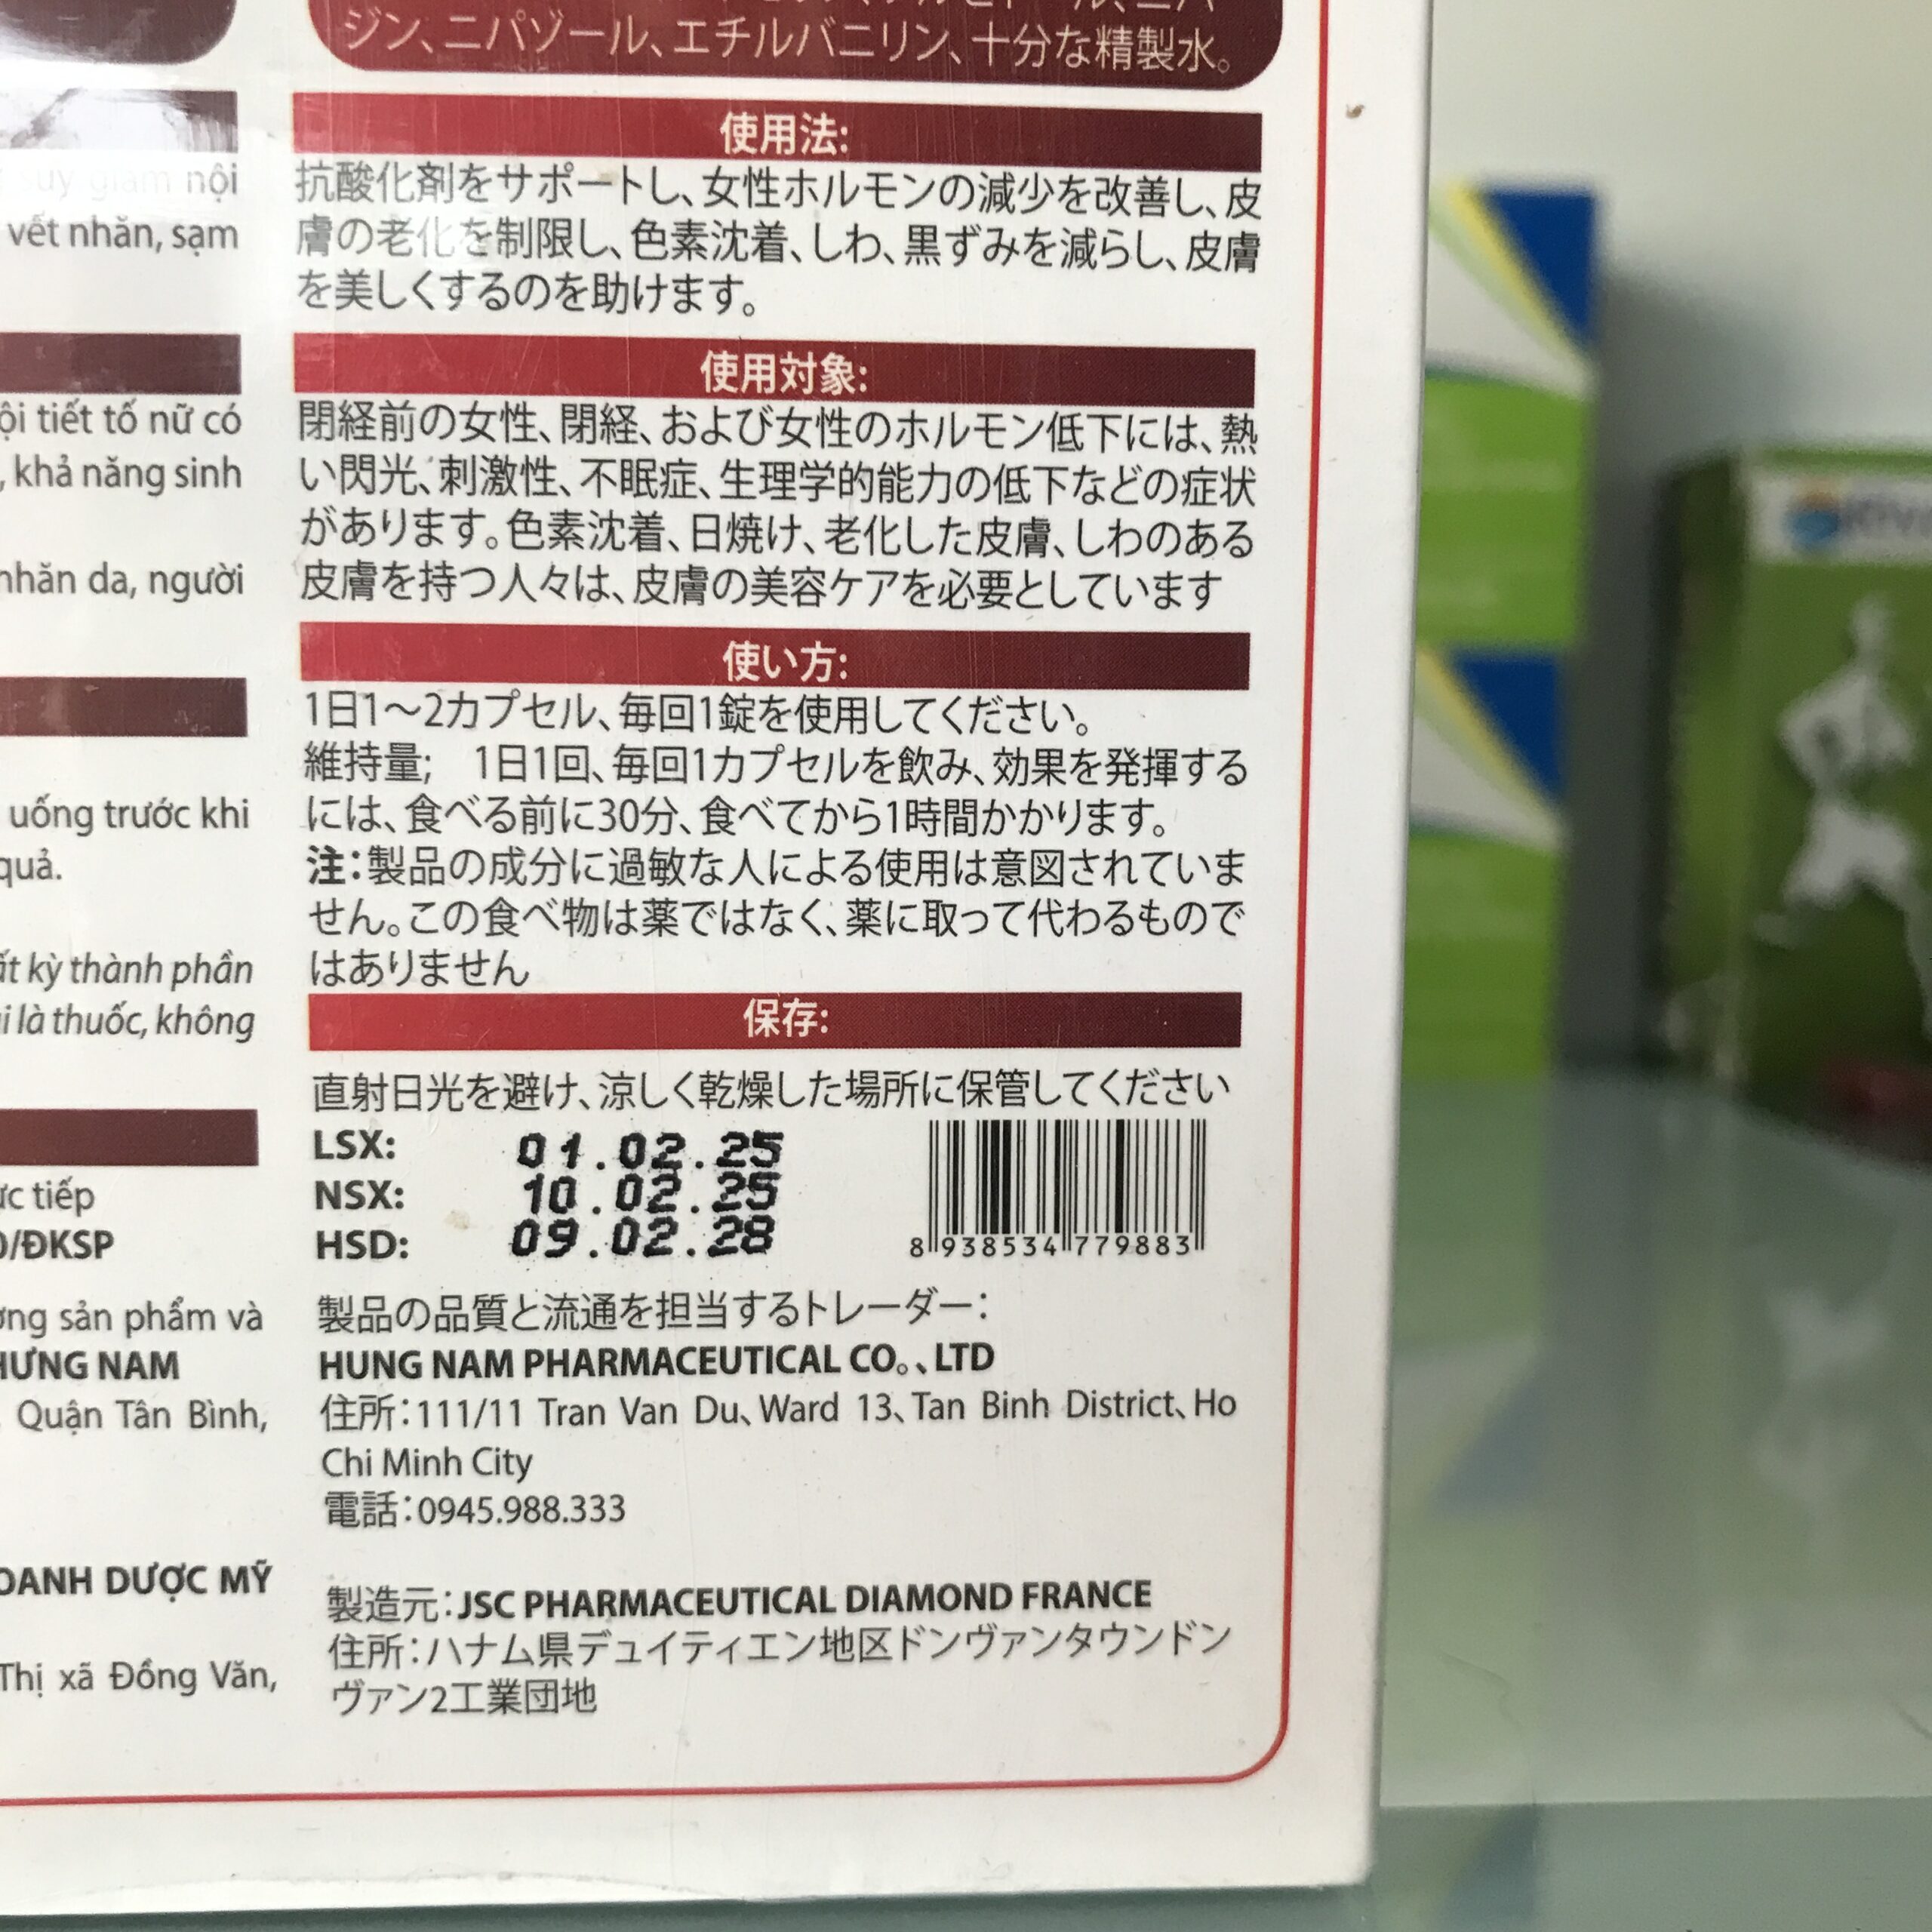 ジン、ニパゾール、エチルバニリン、十分な精製水。
使用法:
抗酸化剤をサポートし、女性ホルモンの減少を改善し、皮
膚の老化を制限し、色素沈着、しわ、黒ずみを減らし、皮膚
を美しくするのを助けます。
使用対象:
閉経前の女性、閉経、および女性のホルモン低下には、熱
い閃光、刺激性、不眠症、生理学的能力の低下などの症状
があります。色素沈着、日焼け、老化した皮膚、しわのある
皮膚を持つ人々は、皮膚の美容ケアを必要としています
使い方:
1日1〜2カプセル、毎回1錠を使用してください。
維持量; 1日1回、毎回1カプセルを飲み、効果を発揮する
には、食べる前に30分、食べてから1時間かかります。
注:製品の成分に過敏な人による使用は意図されていま
せん。この食べ物は薬ではなく、薬に取って代わるもので
はありません
保存:
直射日光を避け、涼しく乾燥した場所に保管してください
LSX: 01.02.25
NSX: 10.02.25
HSD: 09.02.28
8 938534 779883
製品の品質と流通を担当するトレーダー:
HUNG NAM PHARMACEUTICAL CO。、LTD
住所:111/11 Tran Van Du、Ward 13、Tan Binh District、Ho
Chi Minh City
電話:0945.988.333
製造元:JSC PHARMACEUTICAL DIAMOND FRANCE
住所:ハナム県デュイティエン地区ドンヴァンタウンドン
ヴァン2工業団地
suy giảm nội
vết nhăn, sạm
tiết tố nữ có
, khả năng sinh
nhăn da, người
uống trước khi
quả.
kỳ thành phần
là thuốc, không
tiếp
/ĐKSP
sản phẩm và
HƯNG NAM
Quận Tân Bình,
DƯỢC MỸ
Thị xã Đồng Văn,